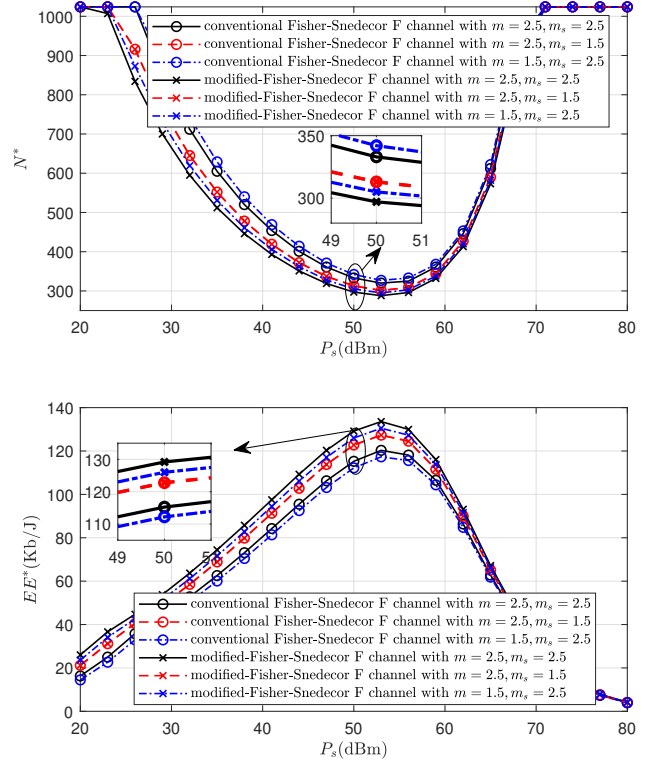 1000
900
800
700
600
500
400
300
N*
conventional Fisher-Snedecor F channel with m = 2.5, m_s = 2.5
conventional Fisher-Snedecor F channel with m = 2.5, m_s = 1.5
conventional Fisher-Snedecor F channel with m = 1.5, m_s = 2.5
modified-Fisher-Snedecor F channel with m = 2.5, m_s = 2.5
modified-Fisher-Snedecor F channel with m = 2.5, m_s = 1.5
modified-Fisher-Snedecor F channel with m = 1.5, m_s = 2.5
350
300
49 50 51
20 30 40 50 60 70 80
P_s(dBm)
140
120
100
80
60
40
20
0
EE*(Kb/J)
130
120
110
49 50 5
conventional Fisher-Snedecor F channel with m = 2.5, m_s = 2.5
conventional Fisher-Snedecor F channel with m = 2.5, m_s = 1.5
conventional Fisher-Snedecor F channel with m = 1.5, m_s = 2.5
modified-Fisher-Snedecor F channel with m = 2.5, m_s = 2.5
modified-Fisher-Snedecor F channel with m = 2.5, m_s = 1.5
modified-Fisher-Snedecor F channel with m = 1.5, m_s = 2.5
20 30 40 50 60 70 80
P_s(dBm)